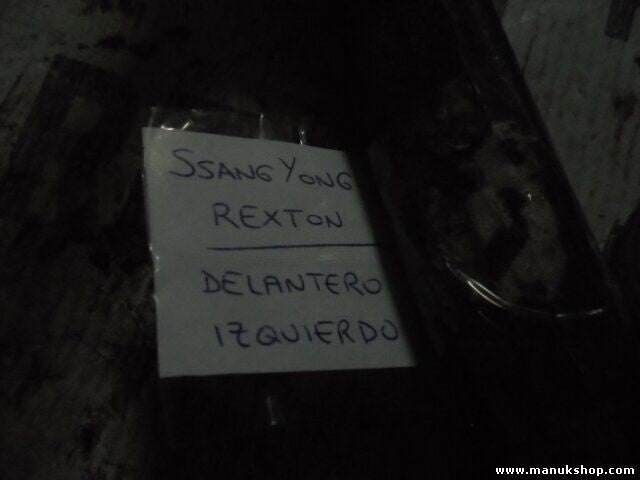 SSANG YONG
REXTON
DELANTERO
IZQUIERDO
www.manukshop.com